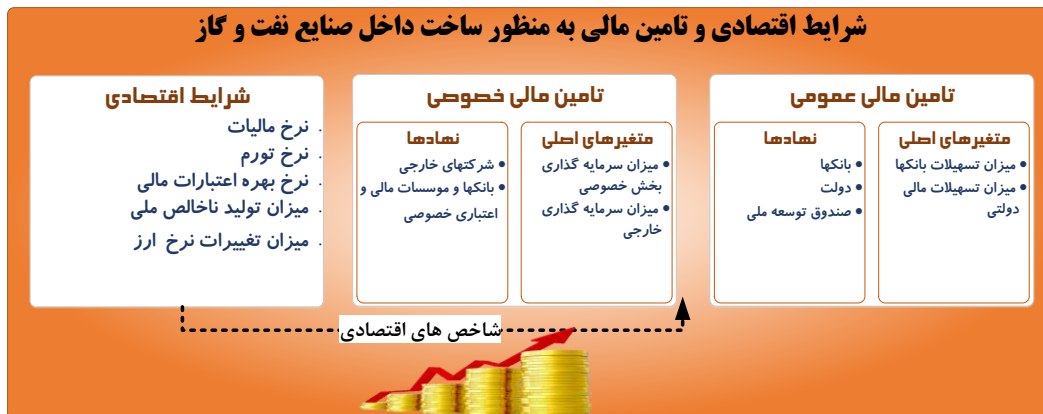 شرایط اقتصادی و تامین مالی به منظور ساخت داخل صنایع نفت و گاز
تامین مالی عمومی
متغیرهای اصلی
• میزان تسهیلات بانکها
• میزان تسهیلات مالی
دولتی
نهادها
• بانکها
• دولت
• صندوق توسعه ملی
تامین مالی خصوصی
متغیرهای اصلی
• میزان سرمایه گذاری
بخش خصوصی
• میزان سرمایه گذاری
خارجی
نهادها
• شرکتهای خارجی
• بانکها و موسسات مالی و
اعتباری خصوصی
شرایط اقتصادی
. نرخ مالیات
. نرخ تورم
. نرخ بهره اعتبارات مالی
. میزان تولید ناخالص ملی
. میزان تغییرات نرخ ارز
شاخص های اقتصادی